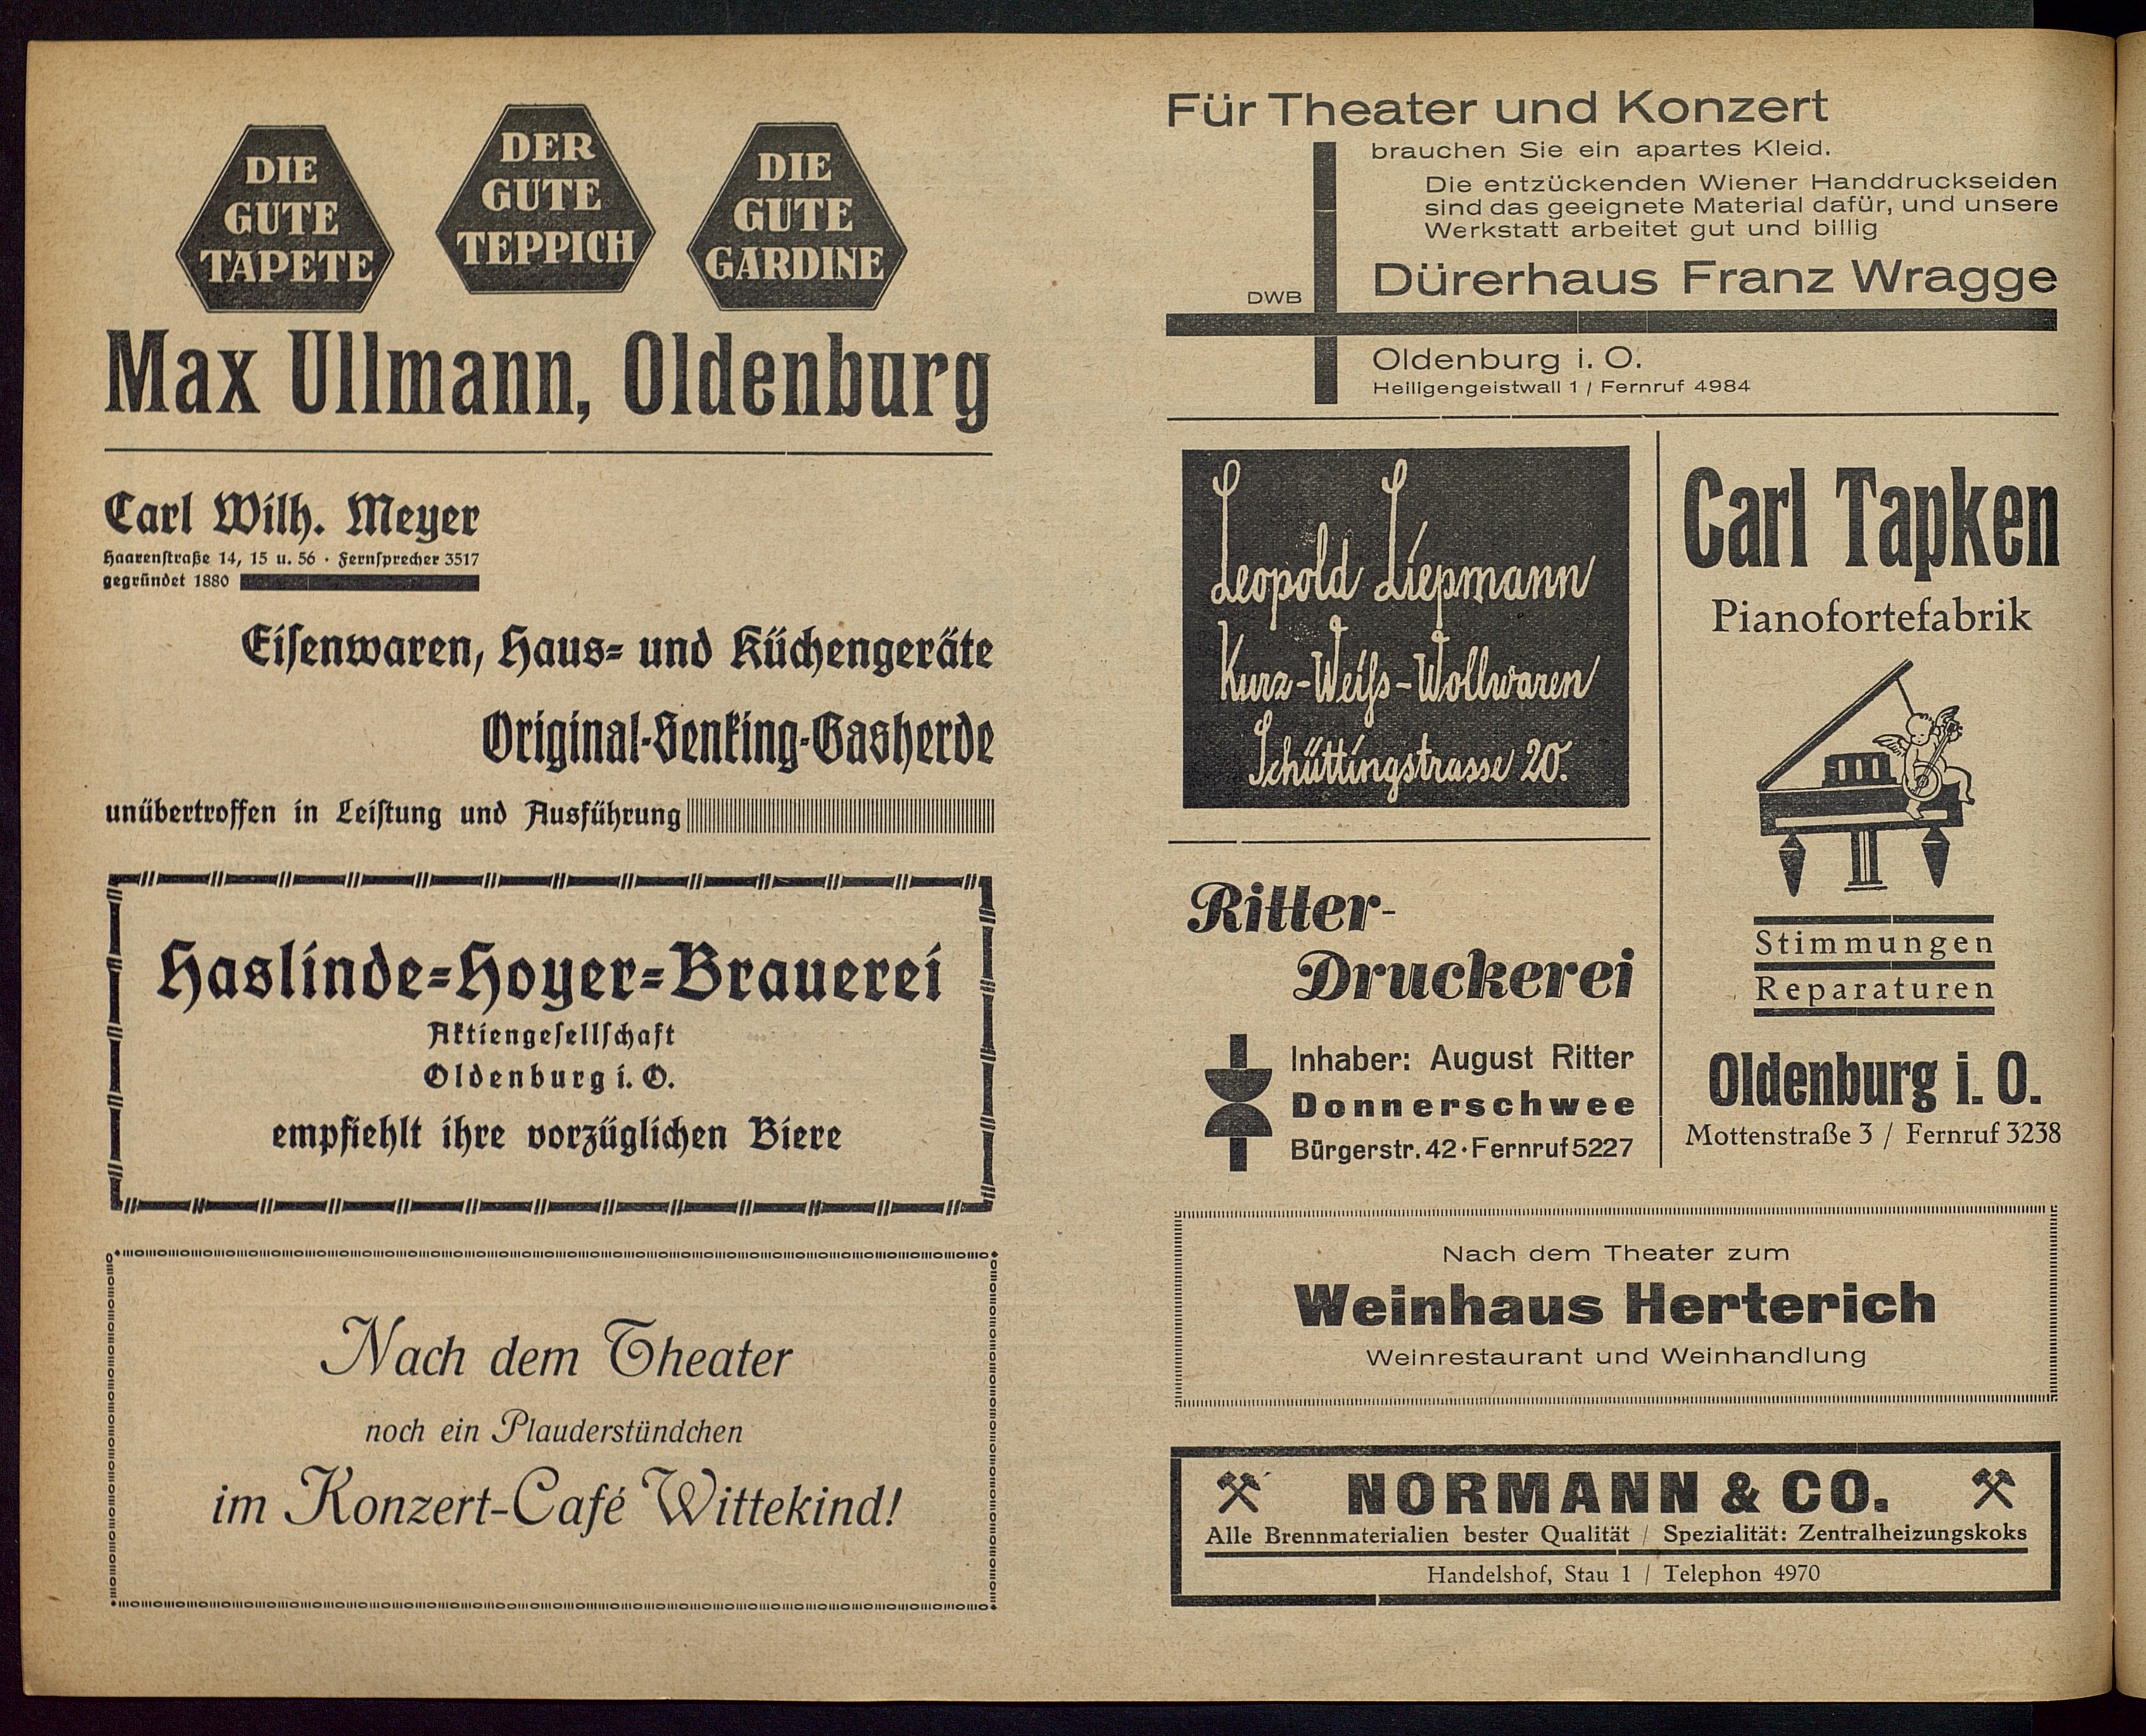 DIE
GUTE
TAPETE
DER
GUTE
TEPPICH
DIE
GUTE
GARDINE
Max Ullmann, Oldenburg
Carl Wilh. Meyer
Haarenstraße 14, 15 u. 56 · Fernsprecher 3517
gegründet 1880
Eisenwaren, Haus- und Küchengeräte
Original-Senking-Gasherde
unübertroffen in Leistung und Ausführung
Haslinde-Hoyer-Brauerei
Aktiengesellschaft
Oldenburg i. O.
empfiehlt ihre vorzüglichen Biere
Nach dem Theater
noch ein Plauderstündchen
im Konzert-Café Wittekind!
Für Theater und Konzert
brauchen Sie ein apartes Kleid.
Die entzückenden Wiener Handdruckseiden
sind das geeignete Material dafür, und unsere
Werkstatt arbeitet gut und billig
Dürerhaus Franz Wragge
DWB
Oldenburg i. O.
Heiligengeistwall 1 / Fernruf 4984
Leopold Liepmann
Kurz-Weiß-Wollwaren
Schüttingstrasse 20.
Ritter-
Druckerei
Inhaber: August Ritter
Donnerschwee
Bürgerstr. 42 · Fernruf 5227
Carl Tapken
Pianofortefabrik
Stimmungen
Reparaturen
Oldenburg i. O.
Mottenstraße 3 / Fernruf 3238
Nach dem Theater zum
Weinhaus Herterich
Weinrestaurant und Weinhandlung
NORMANN & CO.
Alle Brennmaterialien bester Qualität / Spezialität: Zentralheizungskoks
Handelshof, Stau 1 / Telephon 4970